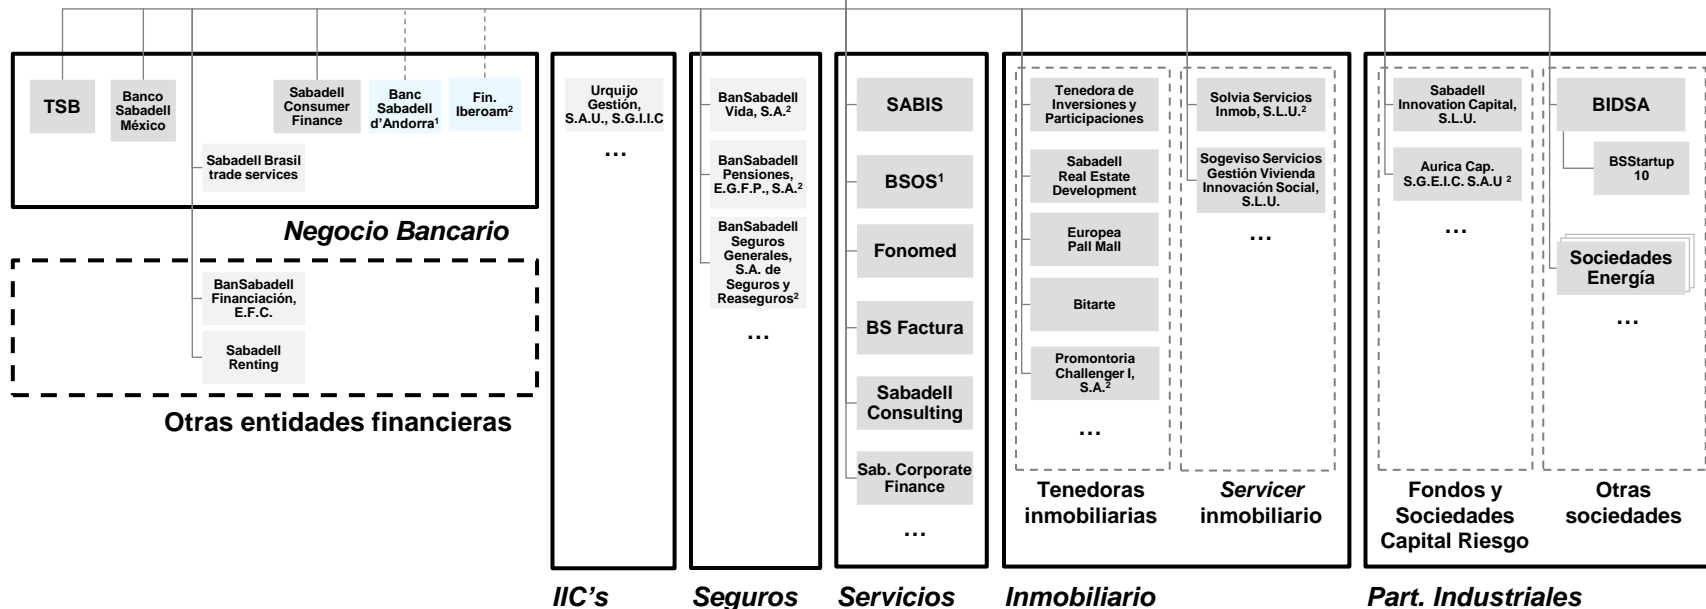 TSB
Banco
Sabadell
México
Sabadell
Consumer
Finance
Banc
Sabadell
d'Andorra¹
Fin.
Iberoam²
Sabadell Brasil
trade services
Negocio Bancario
BanSabadell
Financiación,
E.F.C.
Sabadell
Renting
Otras entidades financieras
Urquijo
Gestión,
S.A.U., S.G.I.I.C
...
IIC's
BanSabadell
Vida, S.A.²
BanSabadell
Pensiones,
E.G.F.P., S.A.²
BanSabadell
Seguros
Generales,
S.A. de
Seguros y
Reaseguros²
...
Seguros
SABIS
BSOS¹
Fonomed
BS Factura
Sabadell
Consulting
Sab. Corporate
Finance
...
Servicios
Tenedora de
Inversiones y
Participaciones
Sabadell
Real Estate
Development
Europea
Pall Mall
Bitarte
Promontoria
Challenger I,
S.A.²
...
Tenedoras
inmobiliarias
Solvia Servicios
Inmob, S.L.U.²
Sogeviso Servicios
Gestión Vivienda
Innovación Social,
S.L.U.
...
Servicer
inmobiliario
Inmobiliario
Sabadell
Innovation Capital,
S.L.U.
Aurica Cap.
S.G.E.I.C. S.A.U ²
...
Fondos y
Sociedades
Capital Riesgo
BIDSA
BSStartup
10
Sociedades
Energía
...
Otras
sociedades
Part. Industriales